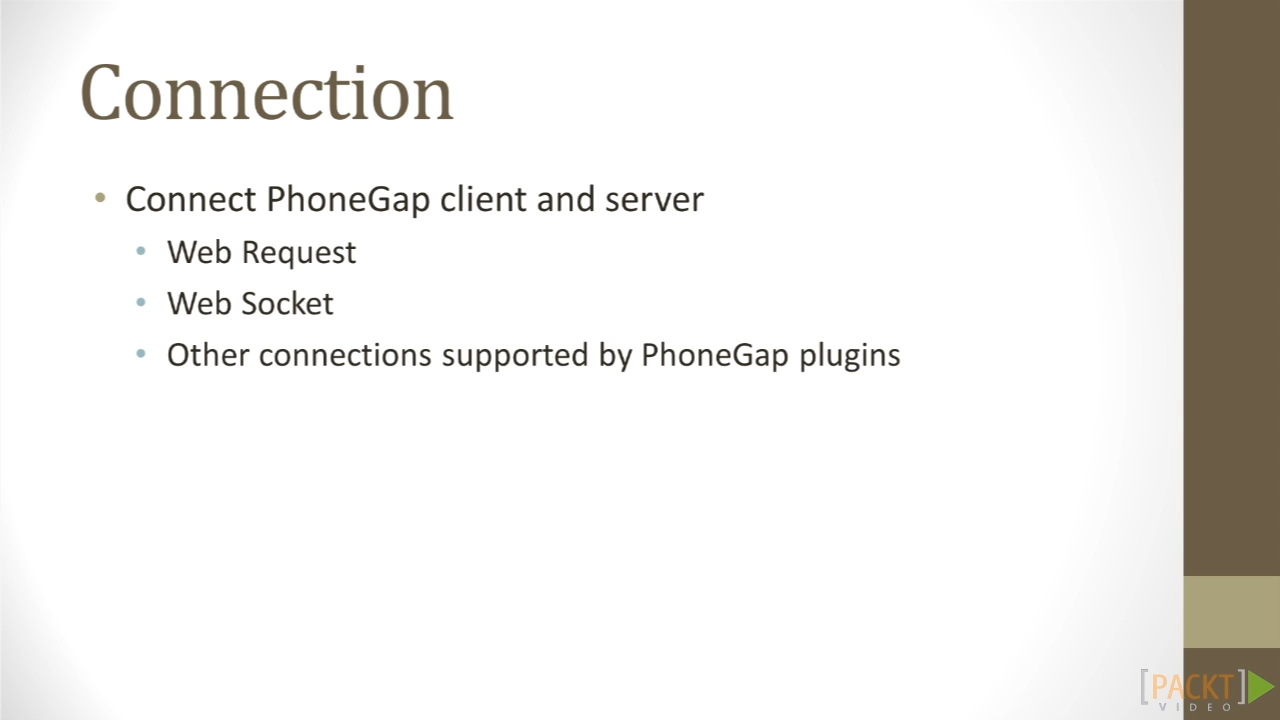 Connection
• Connect PhoneGap client and server
• Web Request
• Web Socket
• Other connections supported by PhoneGap plugins
[PACKT]
VIDEO